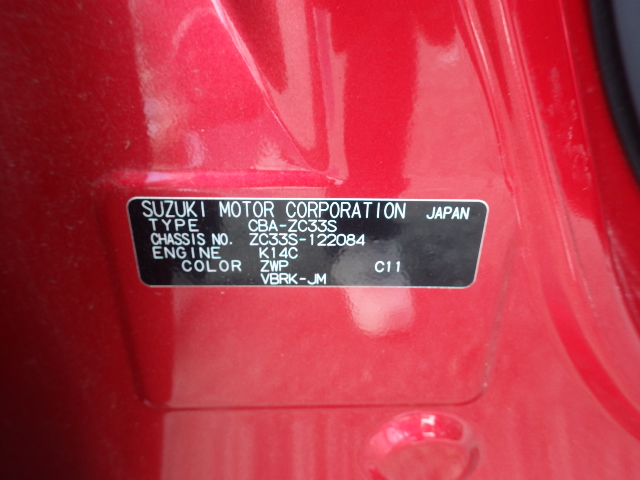 SUZUKI MOTOR CORPORATION JAPAN
TYPE CBA-ZC33S
CHASSIS NO. ZC33S-122084
ENGINE K14C
COLOR ZWP C11
VBRK-JM